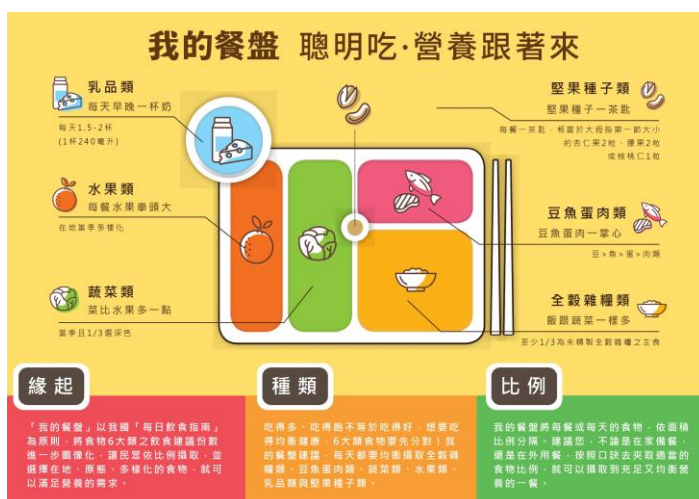 我的餐盤 聰明吃·營養跟著來
乳品類
每天早晚一杯奶
每天1.5-2杯
(1杯240毫升)
水果類
每餐水果拳頭大
在地當季多樣化
蔬菜類
菜比水果多一點
當季且1/3選深色
堅果種子類
堅果種子一茶匙
每餐一茶匙,相當於大拇指第一節大小
約杏仁果2粒、腰果2粒
或核桃仁1粒
豆魚蛋肉類
豆魚蛋肉一掌心
豆>魚>蛋>肉類
全穀雜糧類
飯跟蔬菜一樣多
至少1/3為未精製全穀雜糧之主食
緣起
「我的餐盤」以我國「每日飲食指南」
為原則,將食物6大類之飲食建議份數
進一步圖像化,讓民眾依比例攝取,並
選擇在地、原態、多樣化的食物,就可
以滿足營養的需求。
種類
吃得多、吃得飽不等於吃得好,想要吃
得均衡健康,6大類食物要先分對!我
的餐盤建議,每天都要均衡攝取全穀雜
糧類、豆魚蛋肉類、蔬菜類、水果類、
乳品類與堅果種子類。
比例
我的餐盤將每餐或每天的食物,依面積
比例分隔。建議您,不論是在家備餐,
還是在外用餐,按照口訣去夾取適當的
食物比例,就可以攝取到充足又均衡營
養的一餐。